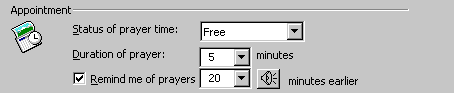 Appointment
Status of prayer time: Free
Duration of prayer: 5 minutes
Remind me of prayers 20 minutes earlier